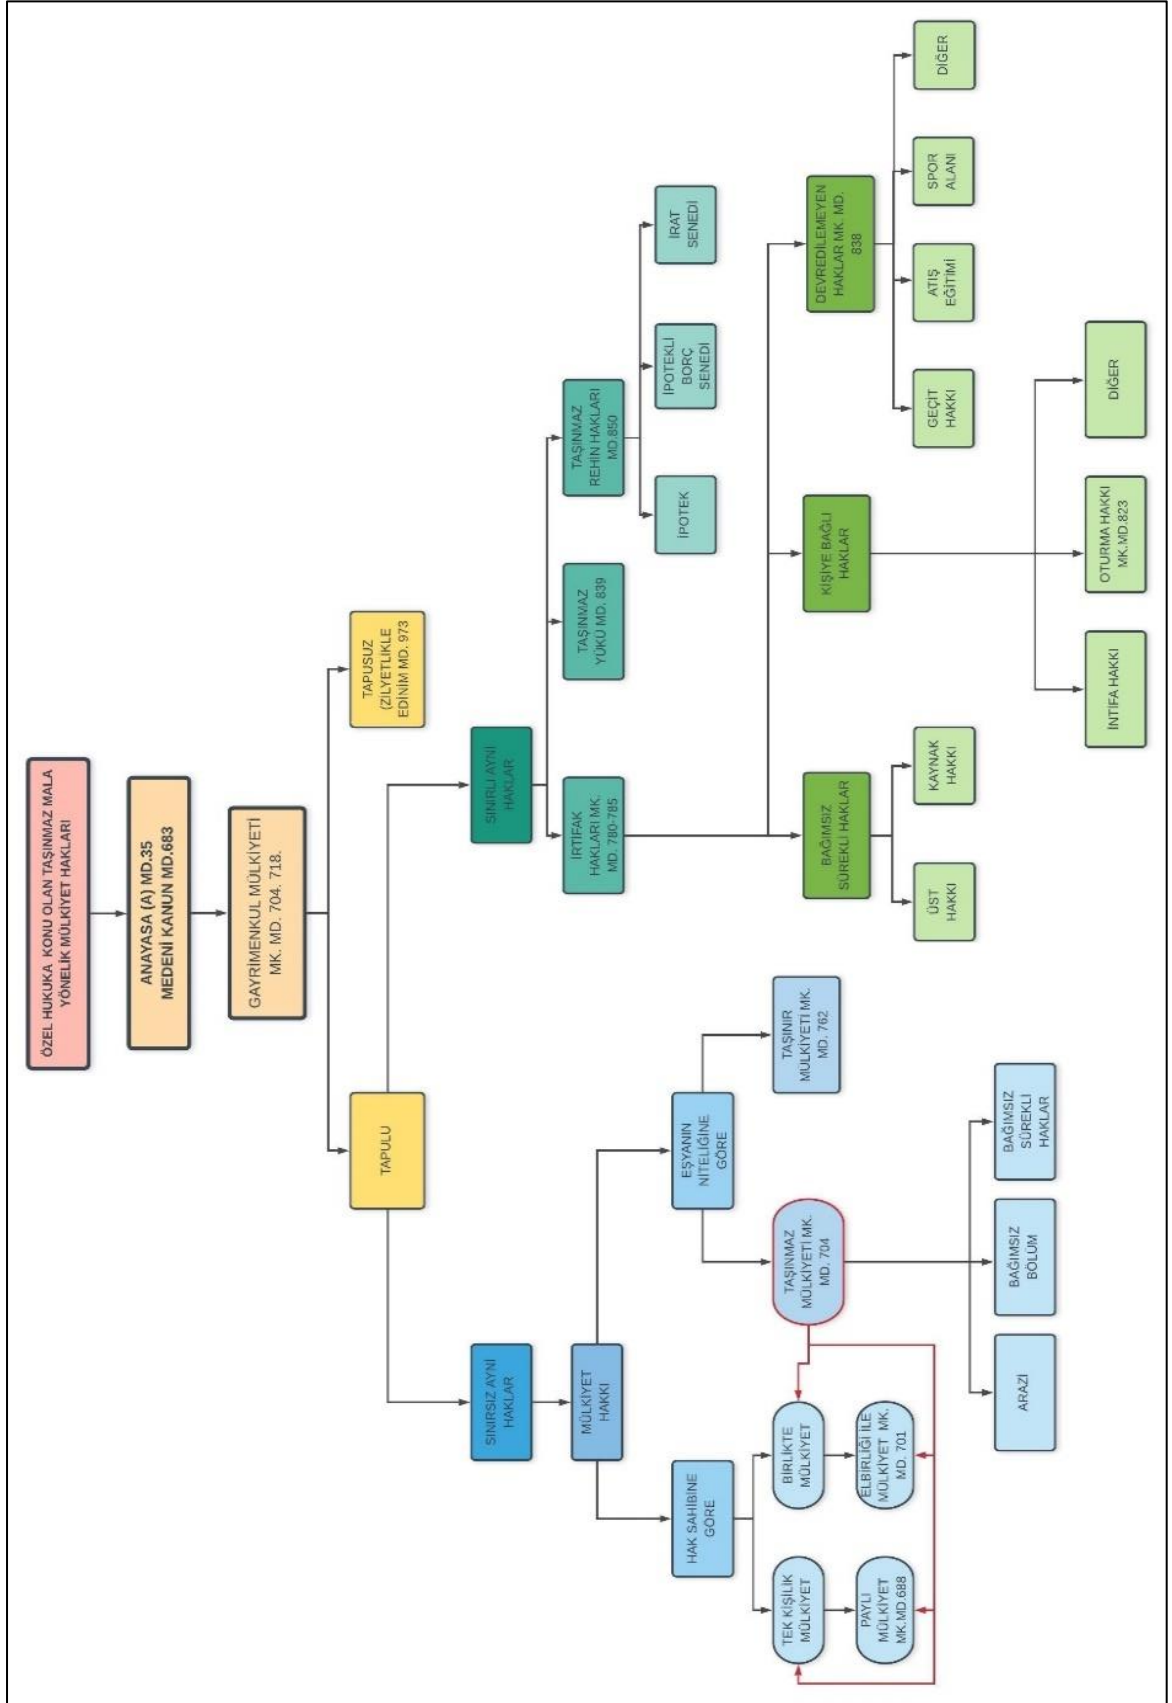 ÖZEL HUKUKA KONU OLAN TAŞINMAZ MALA
YÖNELİK MÜLKİYET HAKLARI
ANAYASA (A) MD.35
MEDENİ KANUN MD.683
GAYRİMENKUL MÜLKİYETİ
MK. MD. 704. 718.
TAPULU
TAPUSUZ
(ZİLYETLİKLE
EDİNİM MD. 973
SINIRSIZ AYNİ
HAKLAR
SINIRLI AYNİ
HAKLAR
MÜLKİYET
HAKKI
İRTİFAK
HAKLARI MK.
MD. 780-785
TAŞINMAZ
YÜKÜ MD. 839
TAŞINMAZ
REHİN HAKLARI
MD.850
HAK SAHİBİNE
GÖRE
EŞYANIN
NİTELİĞİNE
GÖRE
İPOTEK
İPOTEKLİ
BORÇ
SENEDİ
İRAT
SENEDİ
TEK KİŞİLİK
MÜLKİYET
BİRLİKTE
MÜLKİYET
TAŞINMAZ
MÜLKİYETİ MK.
MD. 704
TAŞINIR
MULKİYETİ MK.
MD. 762
BAĞIMSIZ
SÜREKLİ HAKLAR
KİŞİYE BAĞLI
HAKLAR
DEVREDİLEMEYEN
HAKLAR MK. MD.
838
PAYLI
MÜLKİYET
MK.MD.688
ELBİRLİĞİ İLE
MÜLKİYET MK.
MD. 701
ÜST
HAKKI
KAYNAK
HAKKI
GEÇİT
HAKKI
ATIŞ
EĞİTİMİ
SPOR
ALANI
DİĞER
ARAZİ
BAĞIMSIZ
BÖLÜM
BAĞIMSIZ
SÜREKLİ
HAKLAR
İNTİFA HAKKI
OTURMA HAKKI
MK.MD.823
DİĞER